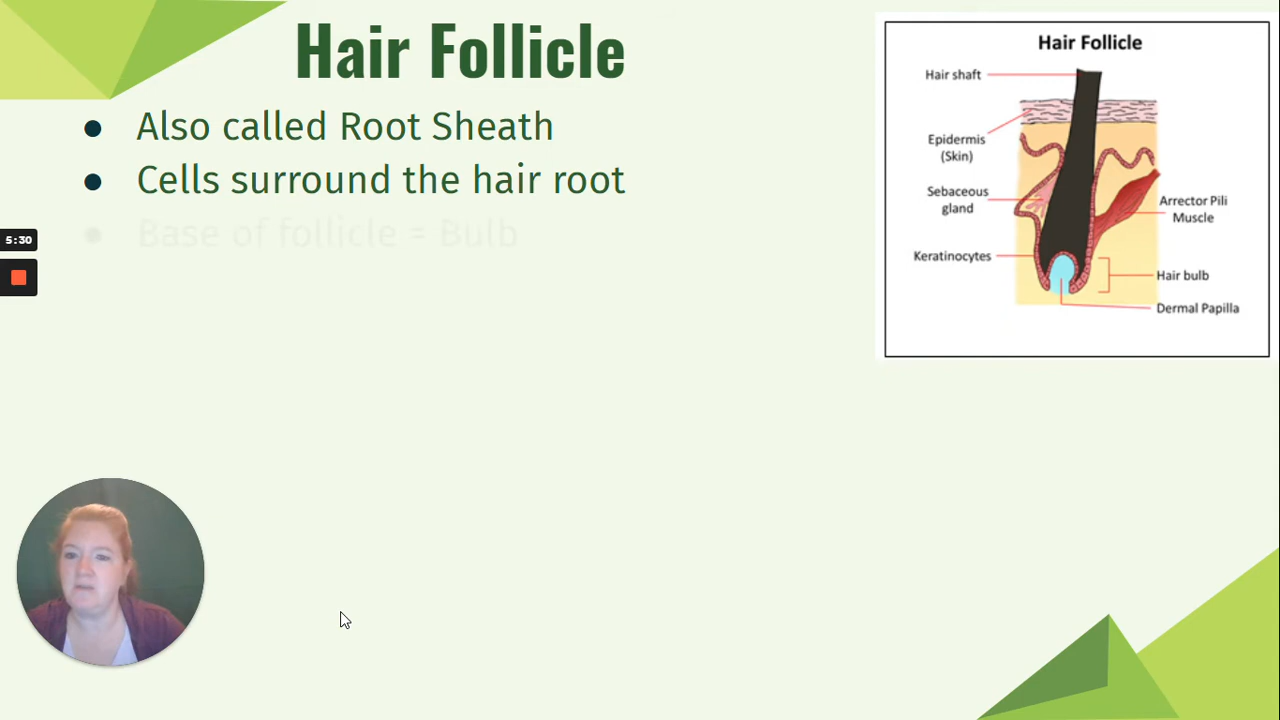 Hair Follicle
● Also called Root Sheath
● Cells surround the hair root
● Base of follicle = Bulb
5:30
Hair Follicle
Hair shaft
Epidermis
(Skin)
Sebaceous
gland
Arrector Pili
Muscle
Keratinocytes
Hair bulb
Dermal Papilla